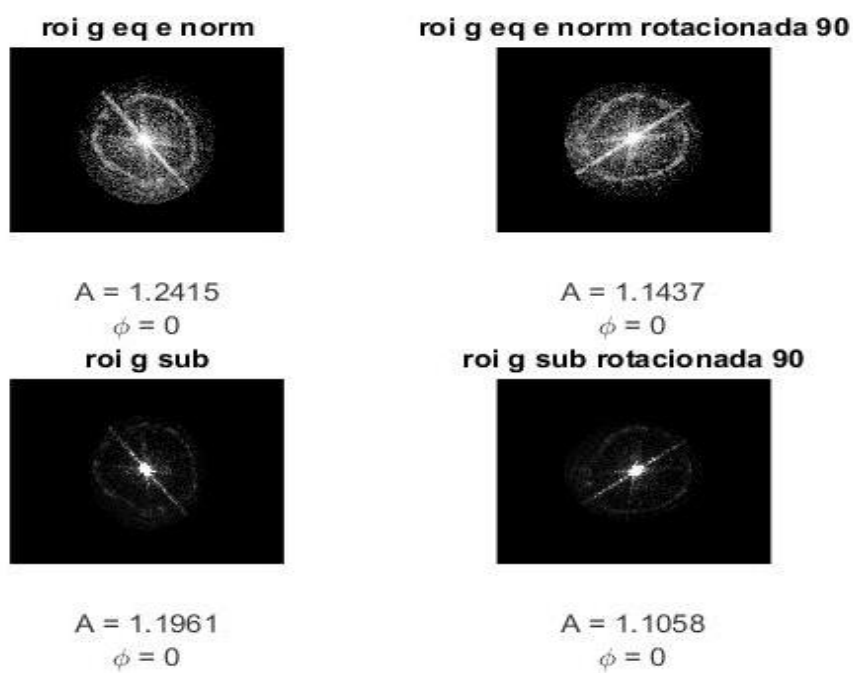 roi g eq e norm
roi g eq e norm rotacionada 90
A = 1.2415
ϕ = 0
A = 1.1437
ϕ = 0
roi g sub
roi g sub rotacionada 90
A = 1.1961
ϕ = 0
A = 1.1058
ϕ = 0